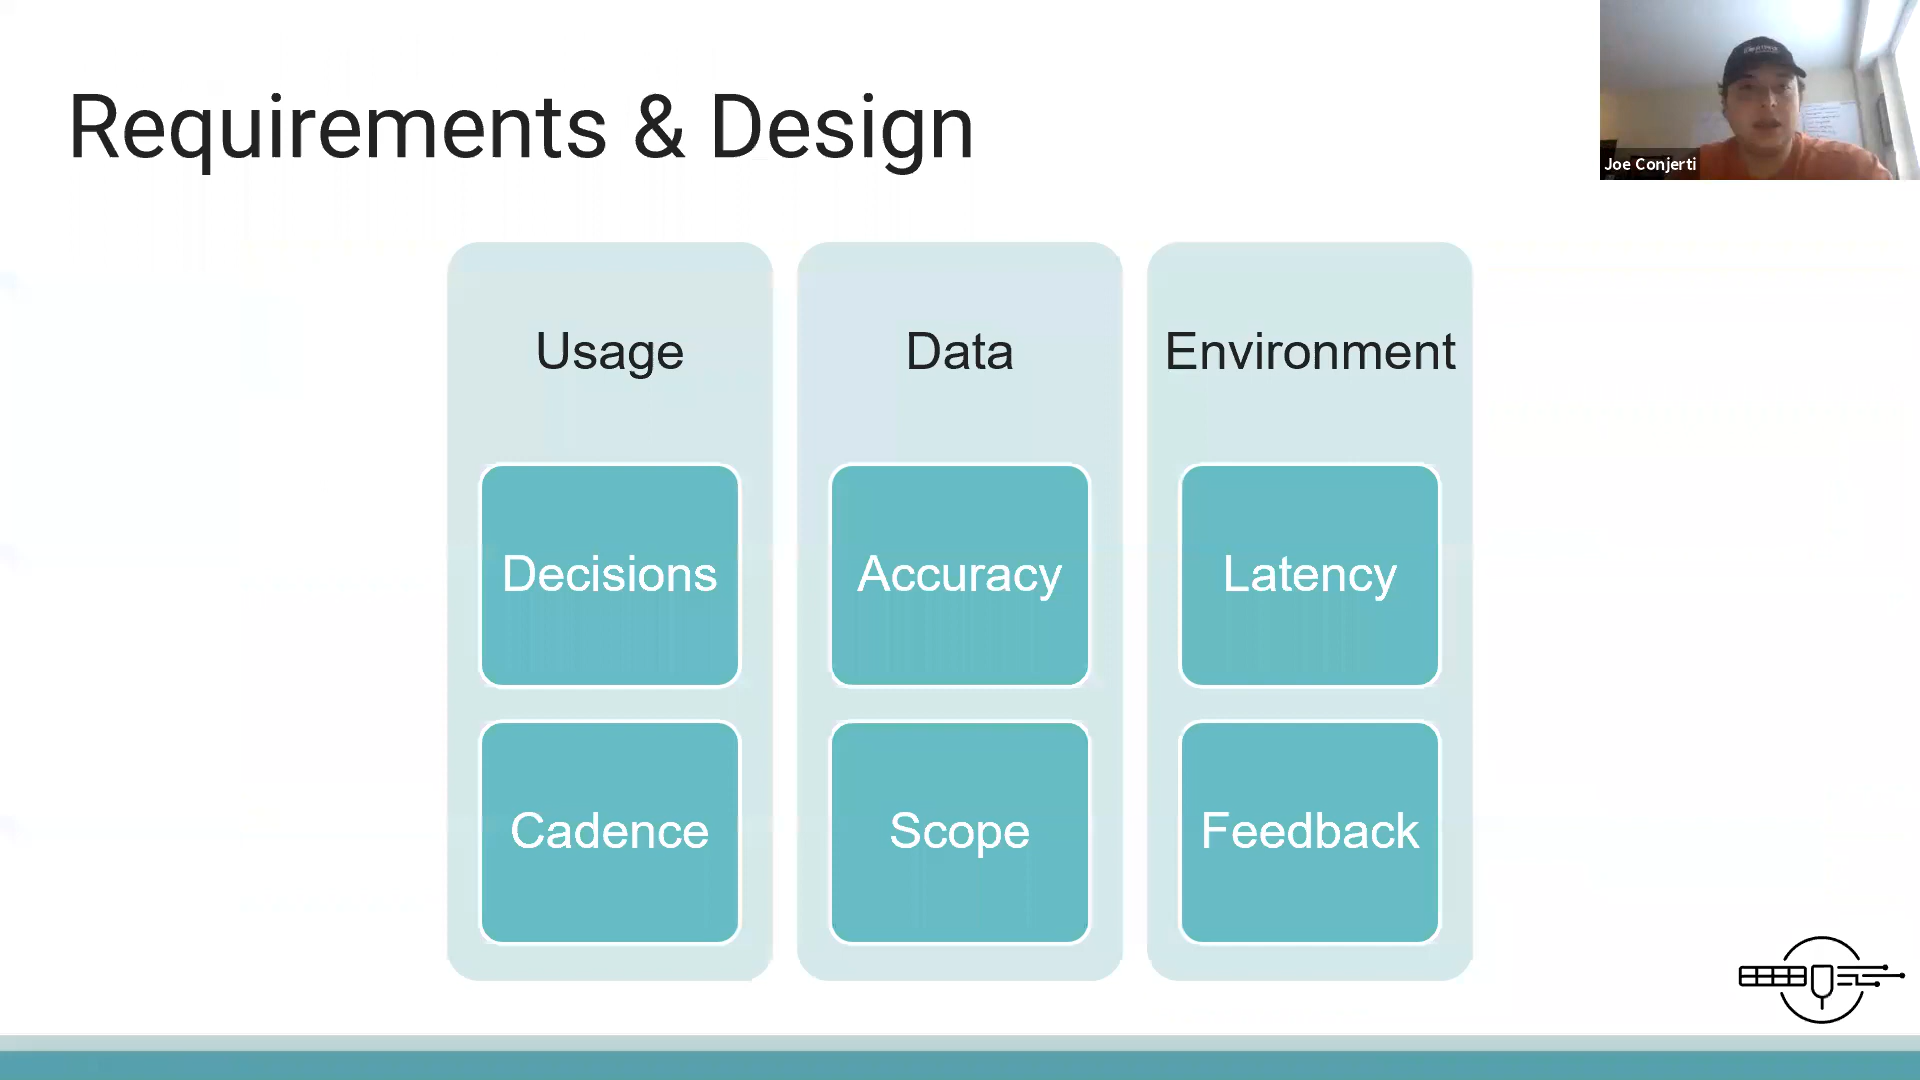 Requirements & Design
Joe Conjerti
Usage
Data
Environment
Decisions
Accuracy
Latency
Cadence
Scope
Feedback